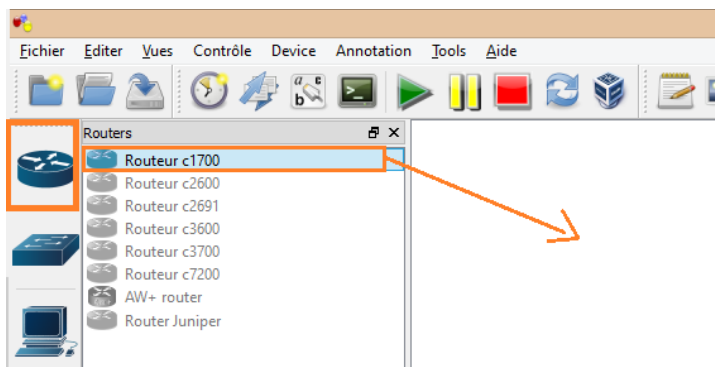 Fichier Editer Vues Contrôle Device Annotation Tools Aide
Routers
Routeur c1700
Routeur c2600
Routeur c2691
Routeur c3600
Routeur c3700
Routeur c7200
AW+ router
Router Juniper